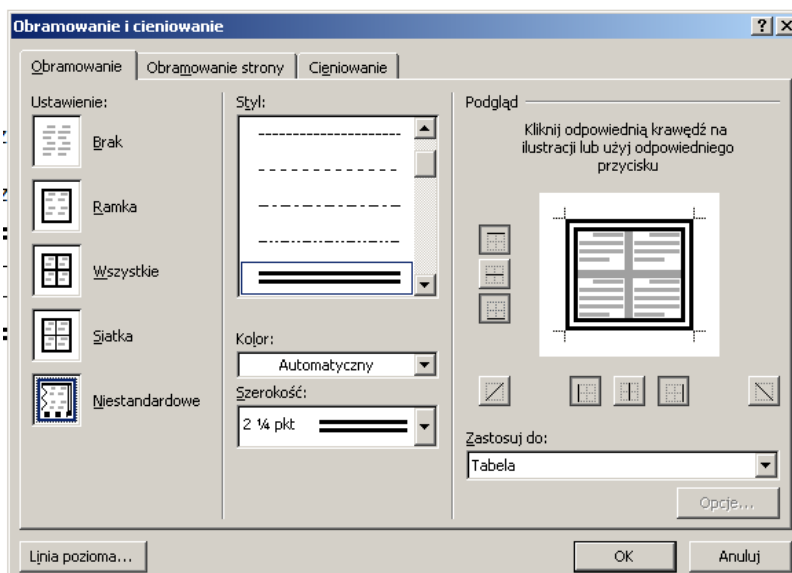 Obramowanie i cieniowanie
Obramowanie
Obramowanie strony
Cieniowanie
Ustawienie:
Brak
Ramka
Wszystkie
Siatka
Niestandardowe
Styl:
Kolor:
Automatyczny
Szerokość:
2 ¼ pkt
Podgląd
Kliknij odpowiednią krawędź na
ilustracji lub użyj odpowiedniego
przycisku
Zastosuj do:
Tabela
Opcje...
Linia pozioma...
OK
Anuluj